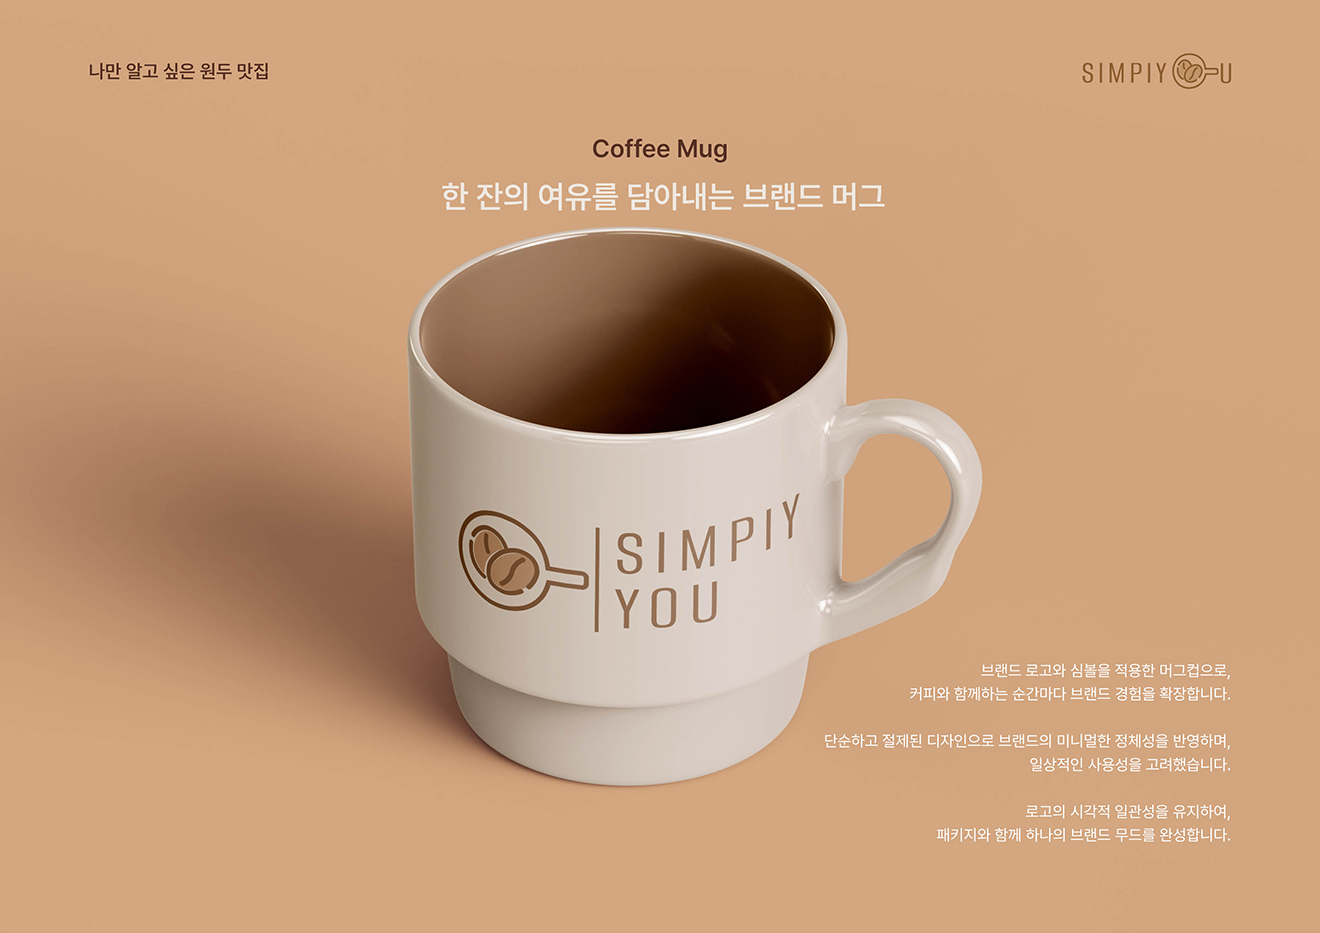 나만 알고 싶은 원두 맛집
SIMPIY U
Coffee Mug
한 잔의 여유를 담아내는 브랜드 머그
SIMPIY
YOU
브랜드 로고와 심볼을 적용한 머그컵으로,
커피와 함께하는 순간마다 브랜드 경험을 확장합니다.
단순하고 절제된 디자인으로 브랜드의 미니멀한 정체성을 반영하며,
일상적인 사용성을 고려했습니다.
로고의 시각적 일관성을 유지하여,
패키지와 함께 하나의 브랜드 무드를 완성합니다.